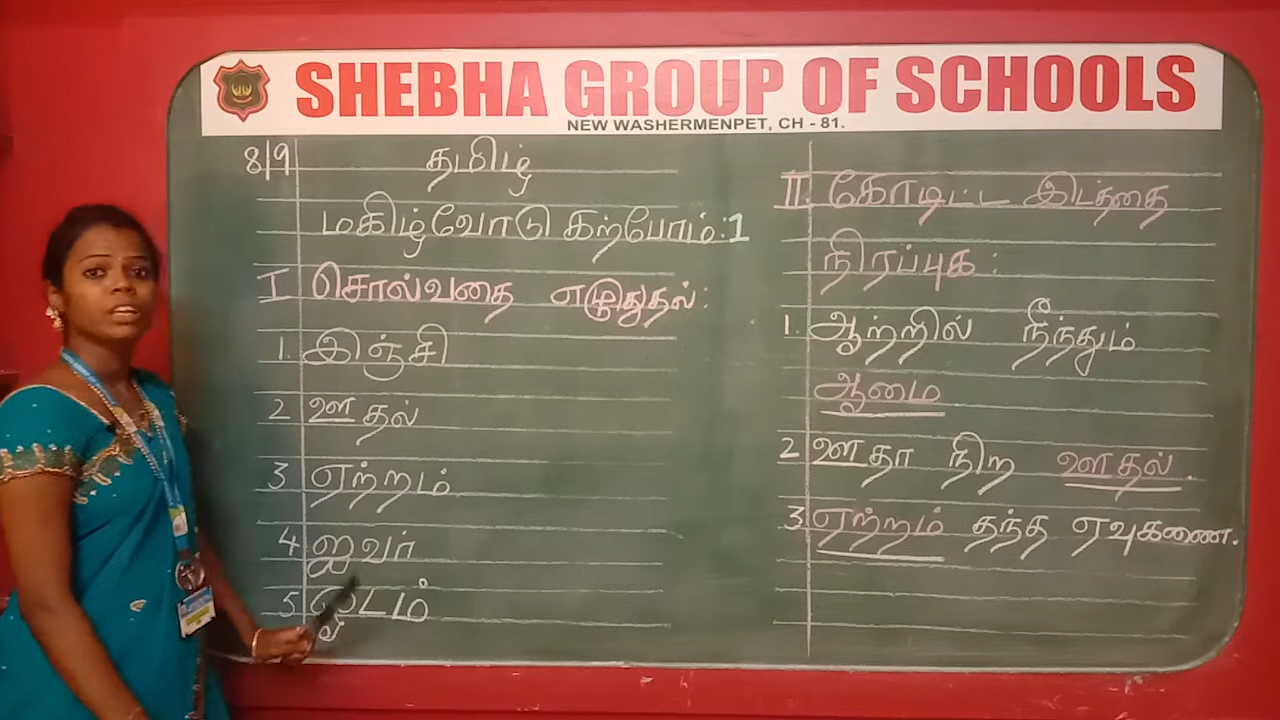 SHEBHA GROUP OF SCHOOLS
NEW WASHERMENPET, CH - 81.
8/9 தமிழ்
மகிழ்வோடு கற்போம்:1
I சொல்வதை எழுதுதல்:
1. இஞ்சி
2 ஊதல்
3 ஏற்றம்
4 ஐவர்
5 ஓடம்
II. கோடிட்ட இடத்தை
நிரப்புக:
1. ஆற்றில் நீந்தும்
ஆமை
2 ஊதா நிற ஊதல்.
3 ஏற்றம் தந்த ஏவுகணை.